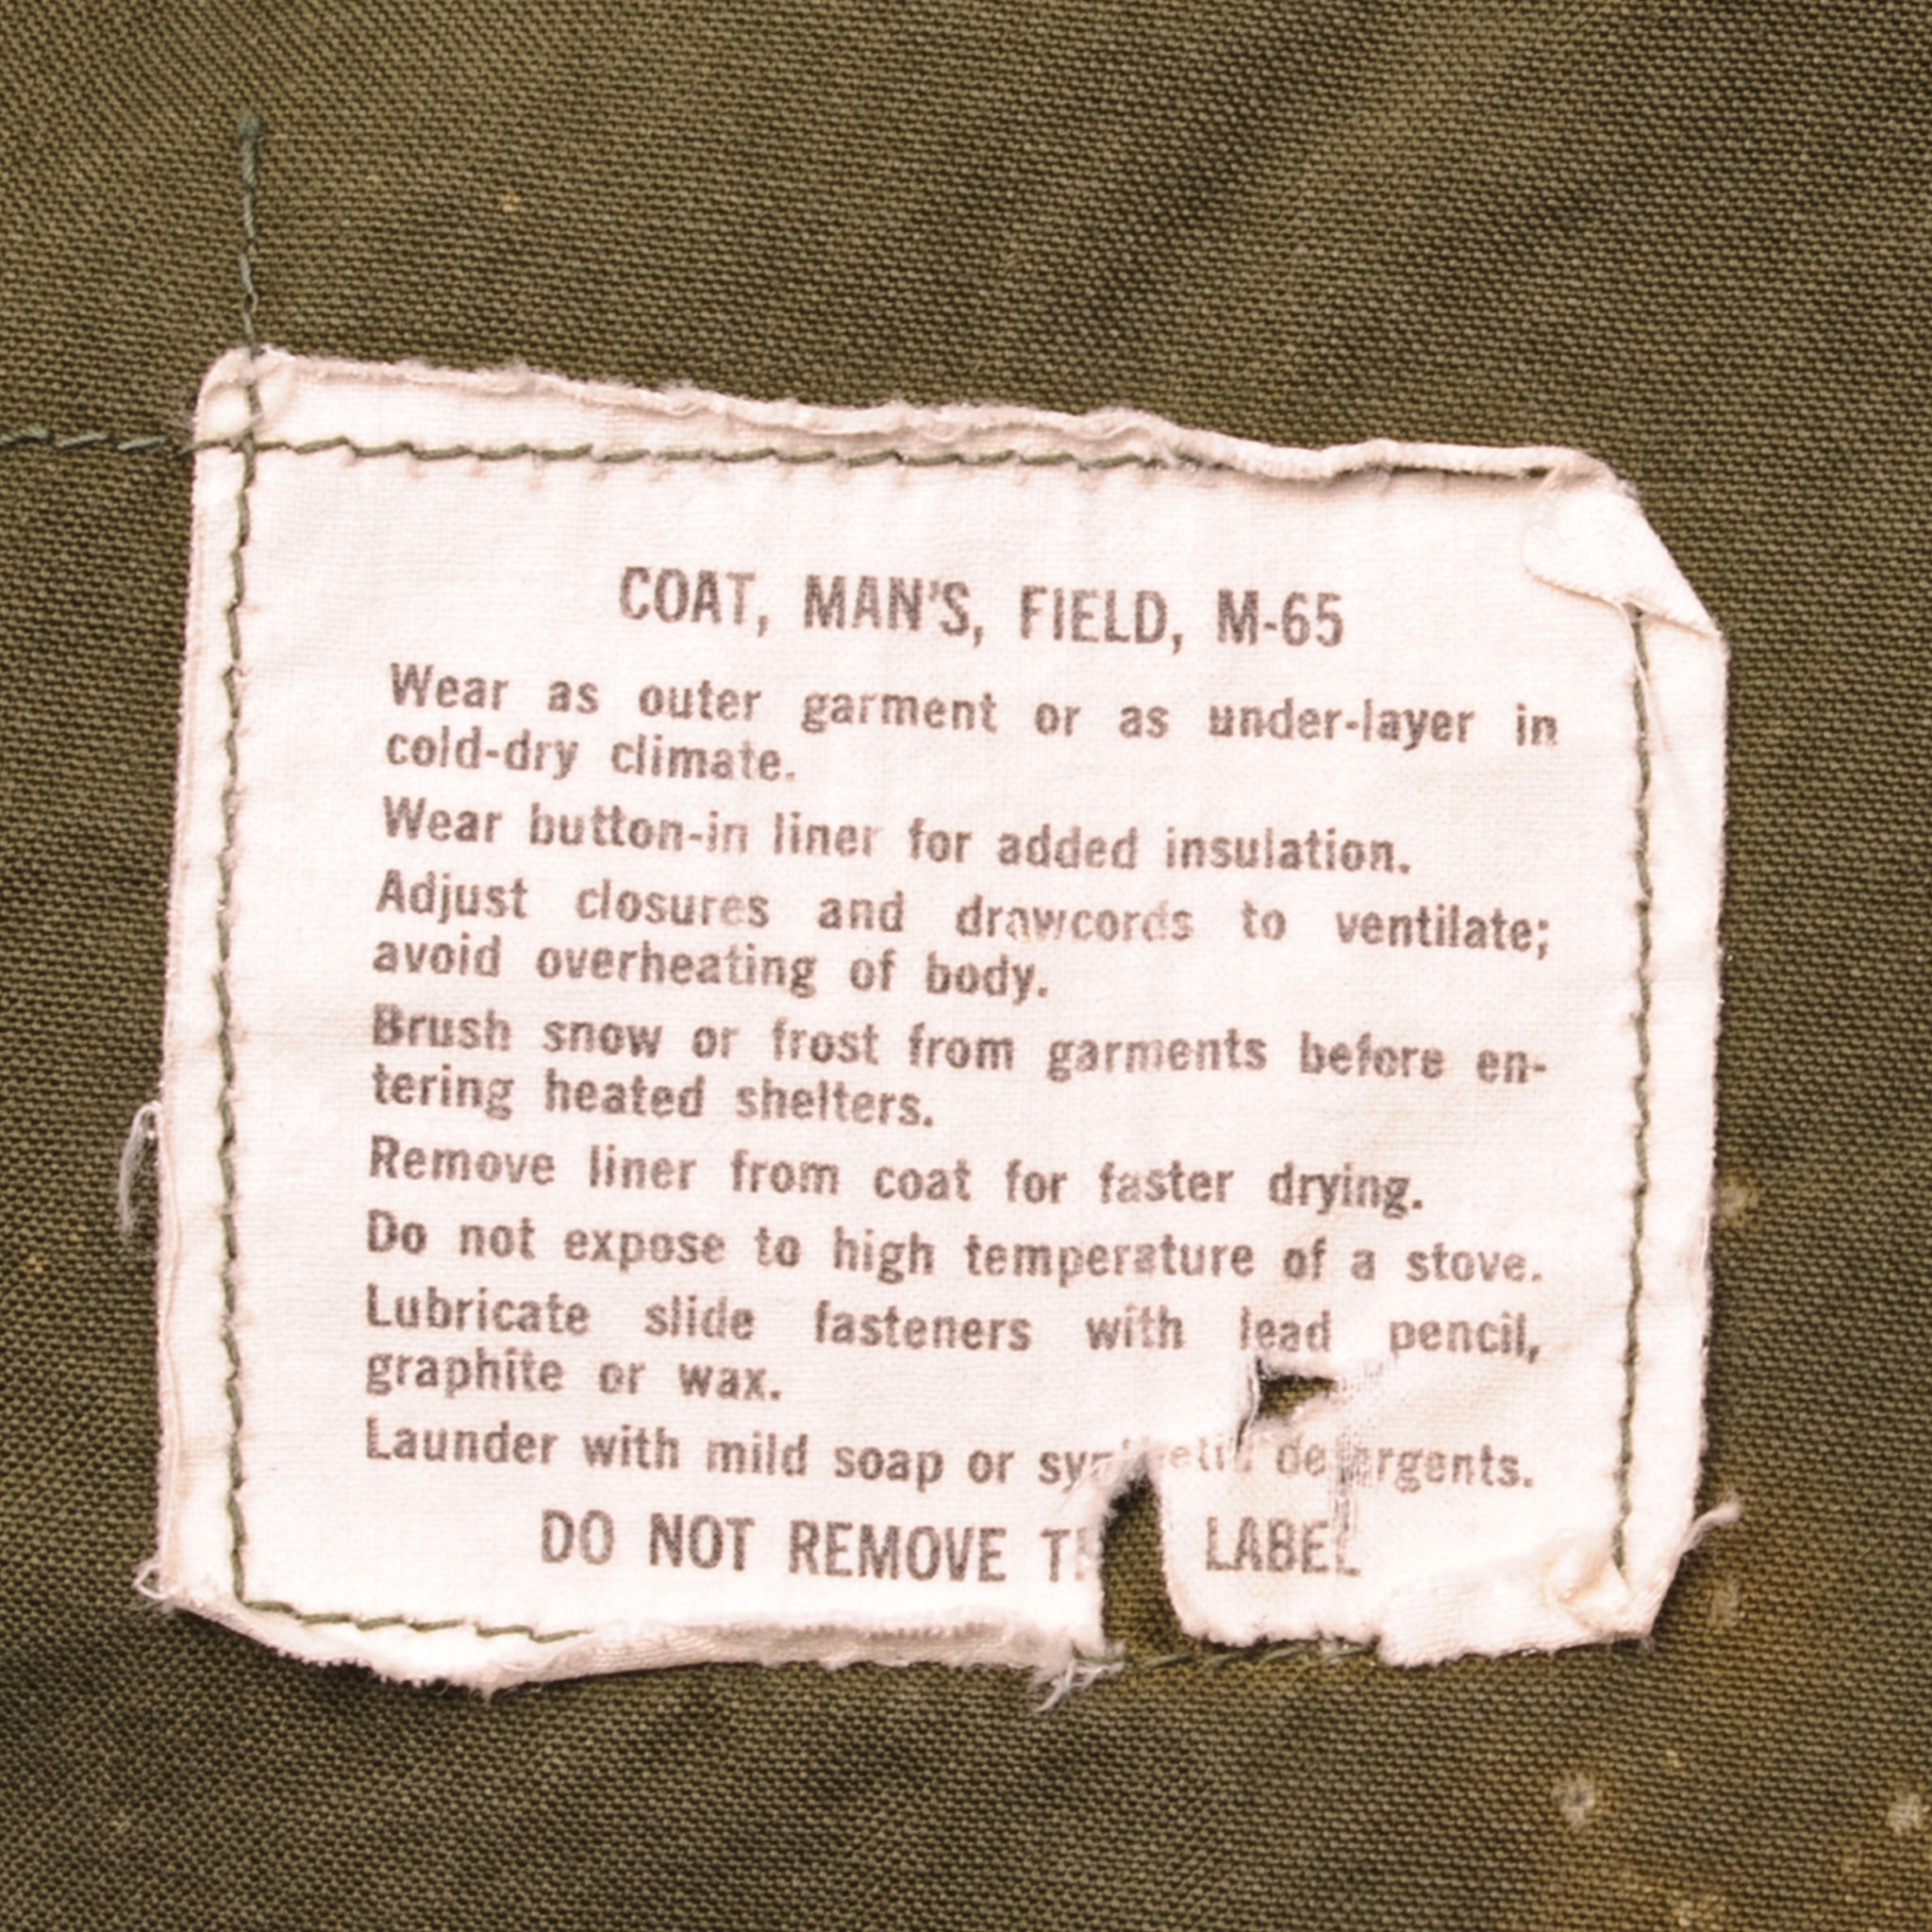 COAT, MAN'S, FIELD, M-65
Wear as outer garment or as under-layer in
cold-dry climate.
Wear button-in liner for added insulation.
Adjust closures and drawcords to ventilate;
avoid overheating of body.
Brush snow or frost from garments before en-
tering heated shelters.
Remove liner from coat for faster drying.
Do not expose to high temperature of a stove.
Lubricate slide fasteners with lead pencil,
graphite or wax.
Launder with mild soap or synthetic detergents.
DO NOT REMOVE LABEL